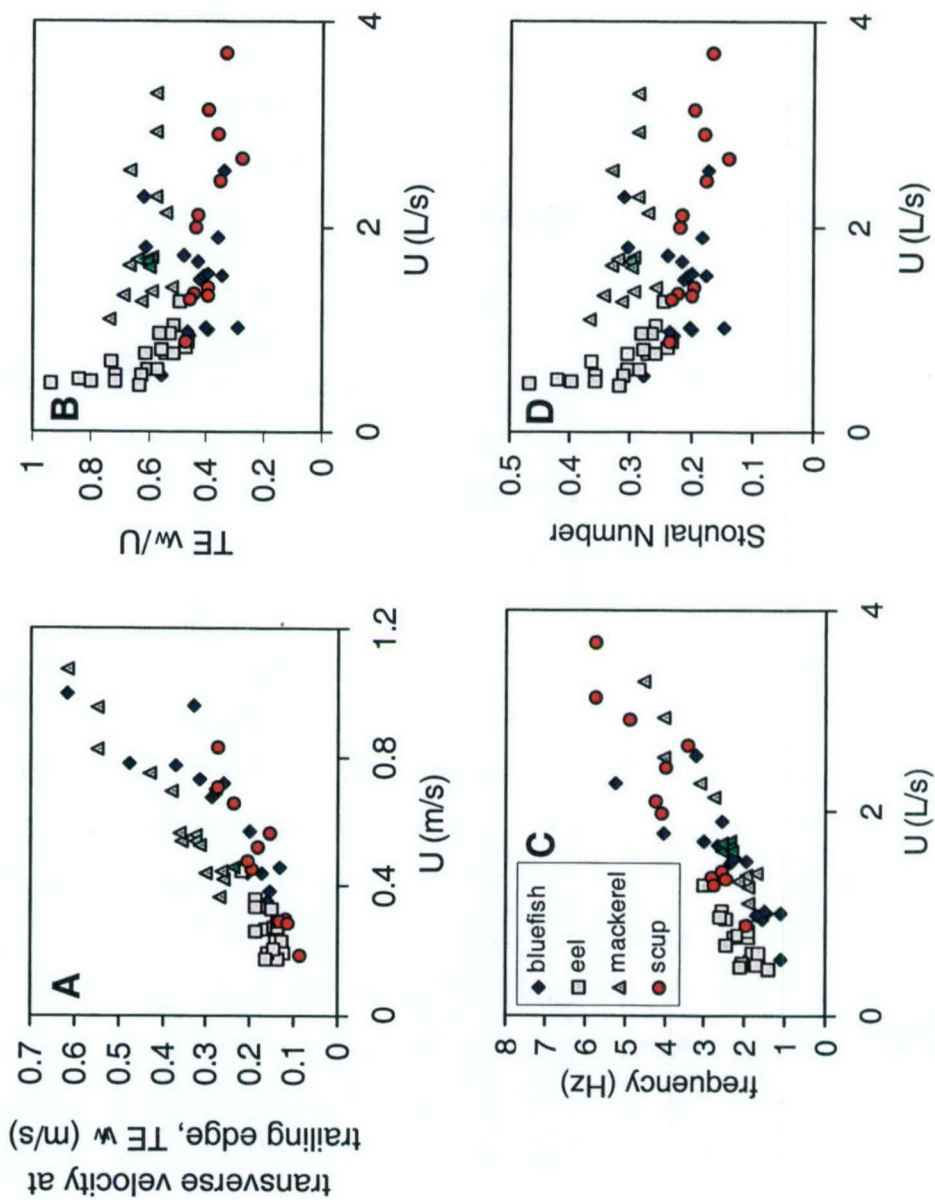 A
transverse velocity at
trailing edge, TE w (m/s)
0.7
0.6
0.5
0.4
0.3
0.2
0.1
0
0 0.4 0.8 1.2
U (m/s)
B
TE w/U
1
0.8
0.6
0.4
0.2
0
0 2 4
U (L/s)
C
frequency (Hz)
8
7
6
5
4
3
2
1
0
bluefish
eel
mackerel
scup
0 2 4
U (L/s)
D
Stouhal Number
0.5
0.4
0.3
0.2
0.1
0
0 2 4
U (L/s)